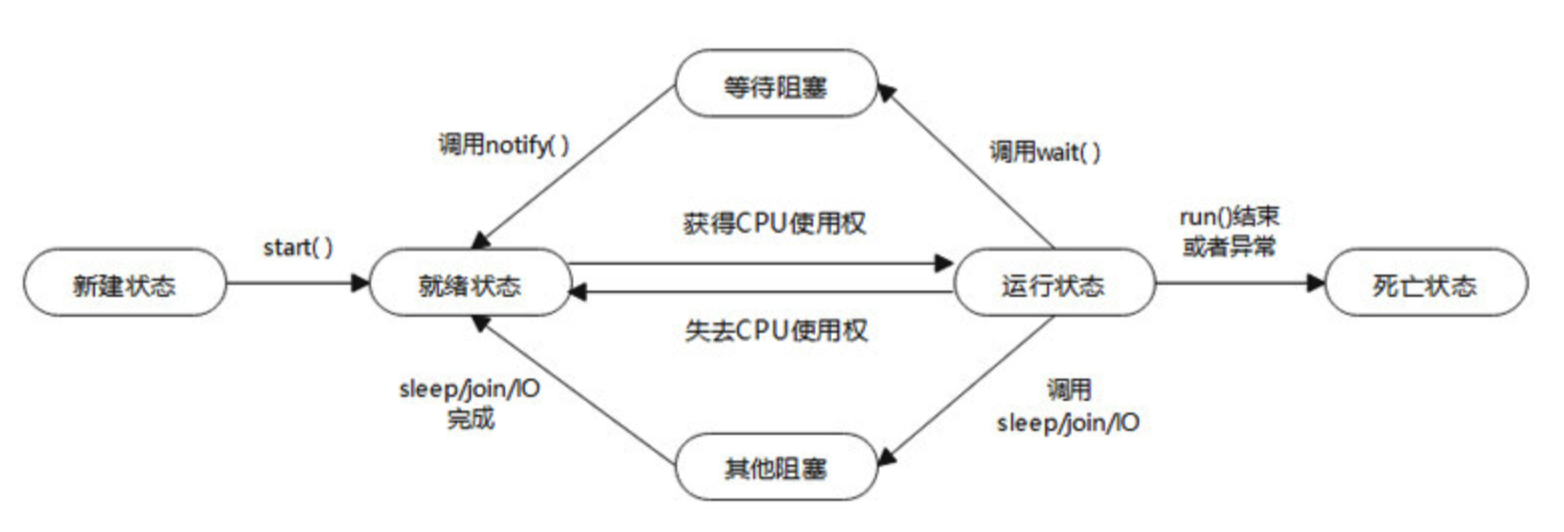 等待阻塞
调用notify( )
调用wait( )
获得CPU使用权
run()结束
或者异常
start( )
新建状态
就绪状态
运行状态
死亡状态
失去CPU使用权
sleep/join/IO
完成
调用
sleep/join/IO
其他阻塞